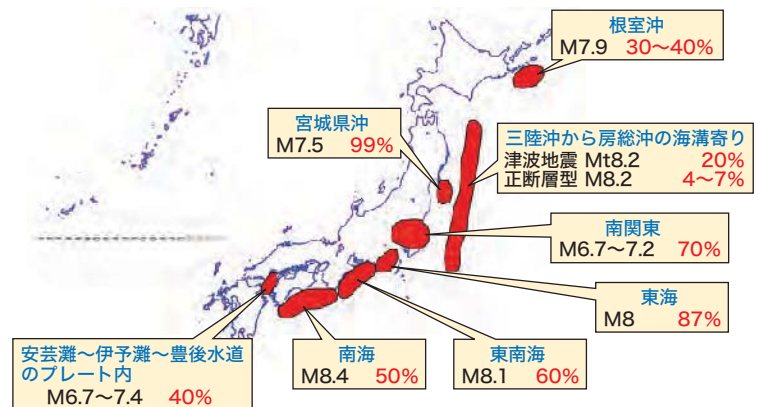 根室沖
M7.9 30～40%
宮城県沖
M7.5 99%
三陸沖から房総沖の海溝寄り
津波地震 Mt8.2 20%
正断層型 M8.2 4～7%
南関東
M6.7～7.2 70%
東海
M8 87%
安芸灘～伊予灘～豊後水道
のプレート内
M6.7～7.4 40%
南海
M8.4 50%
東南海
M8.1 60%